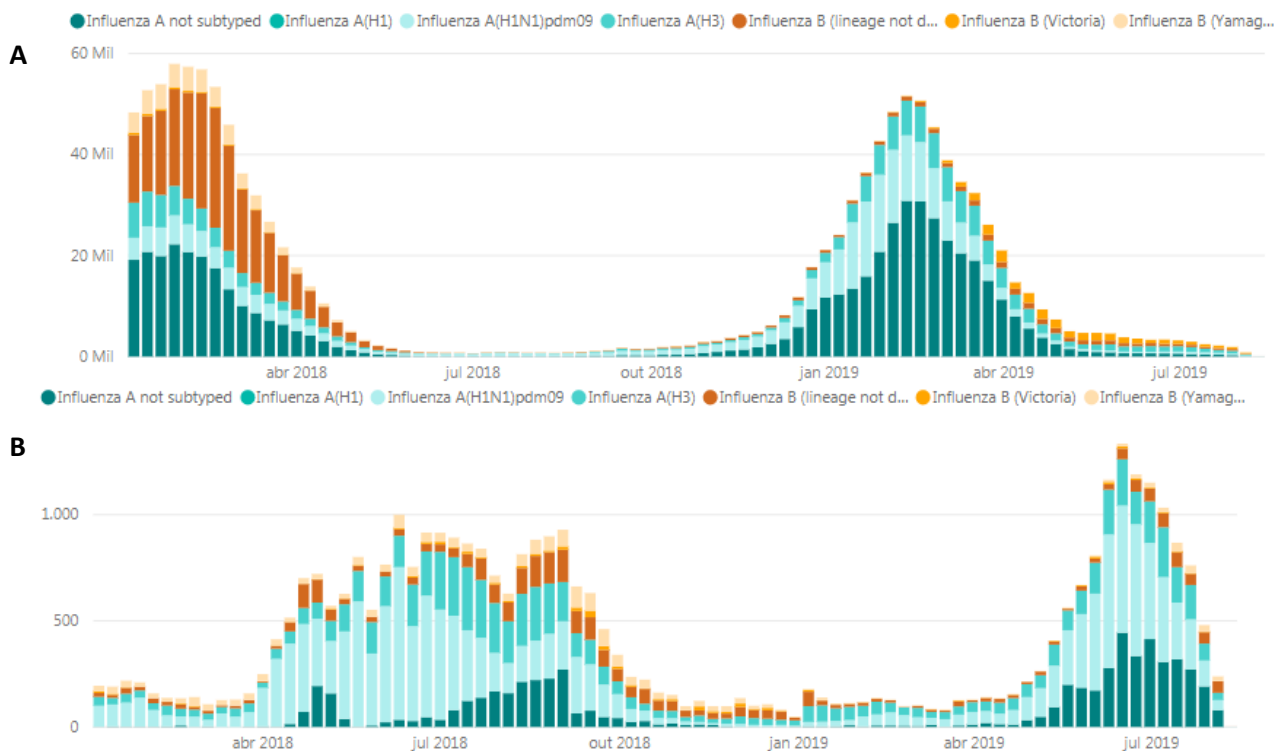 Influenza A not subtyped Influenza A(H1) Influenza A(H1N1)pdm09 Influenza A(H3) Influenza B (lineage not d... Influenza B (Victoria) Influenza B (Yamag...
A
60 Mil
40 Mil
20 Mil
0 Mil
abr 2018 jul 2018 out 2018 jan 2019 abr 2019 jul 2019
Influenza A not subtyped Influenza A(H1) Influenza A(H1N1)pdm09 Influenza A(H3) Influenza B (lineage not d... Influenza B (Victoria) Influenza B (Yamag...
B
1.000
500
0
abr 2018 jul 2018 out 2018 jan 2019 abr 2019 jul 2019